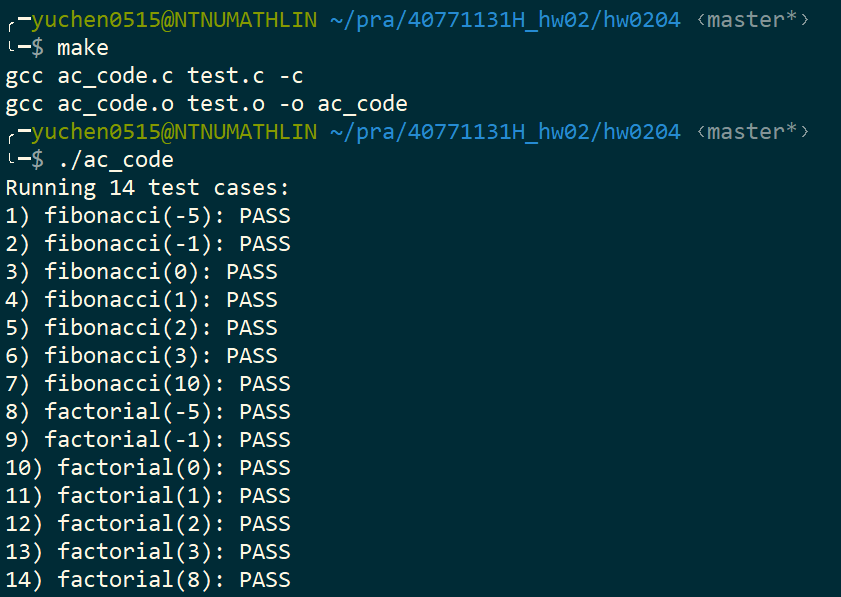 ╭─yuchen0515@NTNUMATHLIN ~/pra/40771131H_hw02/hw0204 ‹master*›
╰─$ make
gcc ac_code.c test.c -c
gcc ac_code.o test.o -o ac_code
╭─yuchen0515@NTNUMATHLIN ~/pra/40771131H_hw02/hw0204 ‹master*›
╰─$ ./ac_code
Running 14 test cases:
1) fibonacci(-5): PASS
2) fibonacci(-1): PASS
3) fibonacci(0): PASS
4) fibonacci(1): PASS
5) fibonacci(2): PASS
6) fibonacci(3): PASS
7) fibonacci(10): PASS
8) factorial(-5): PASS
9) factorial(-1): PASS
10) factorial(0): PASS
11) factorial(1): PASS
12) factorial(2): PASS
13) factorial(3): PASS
14) factorial(8): PASS